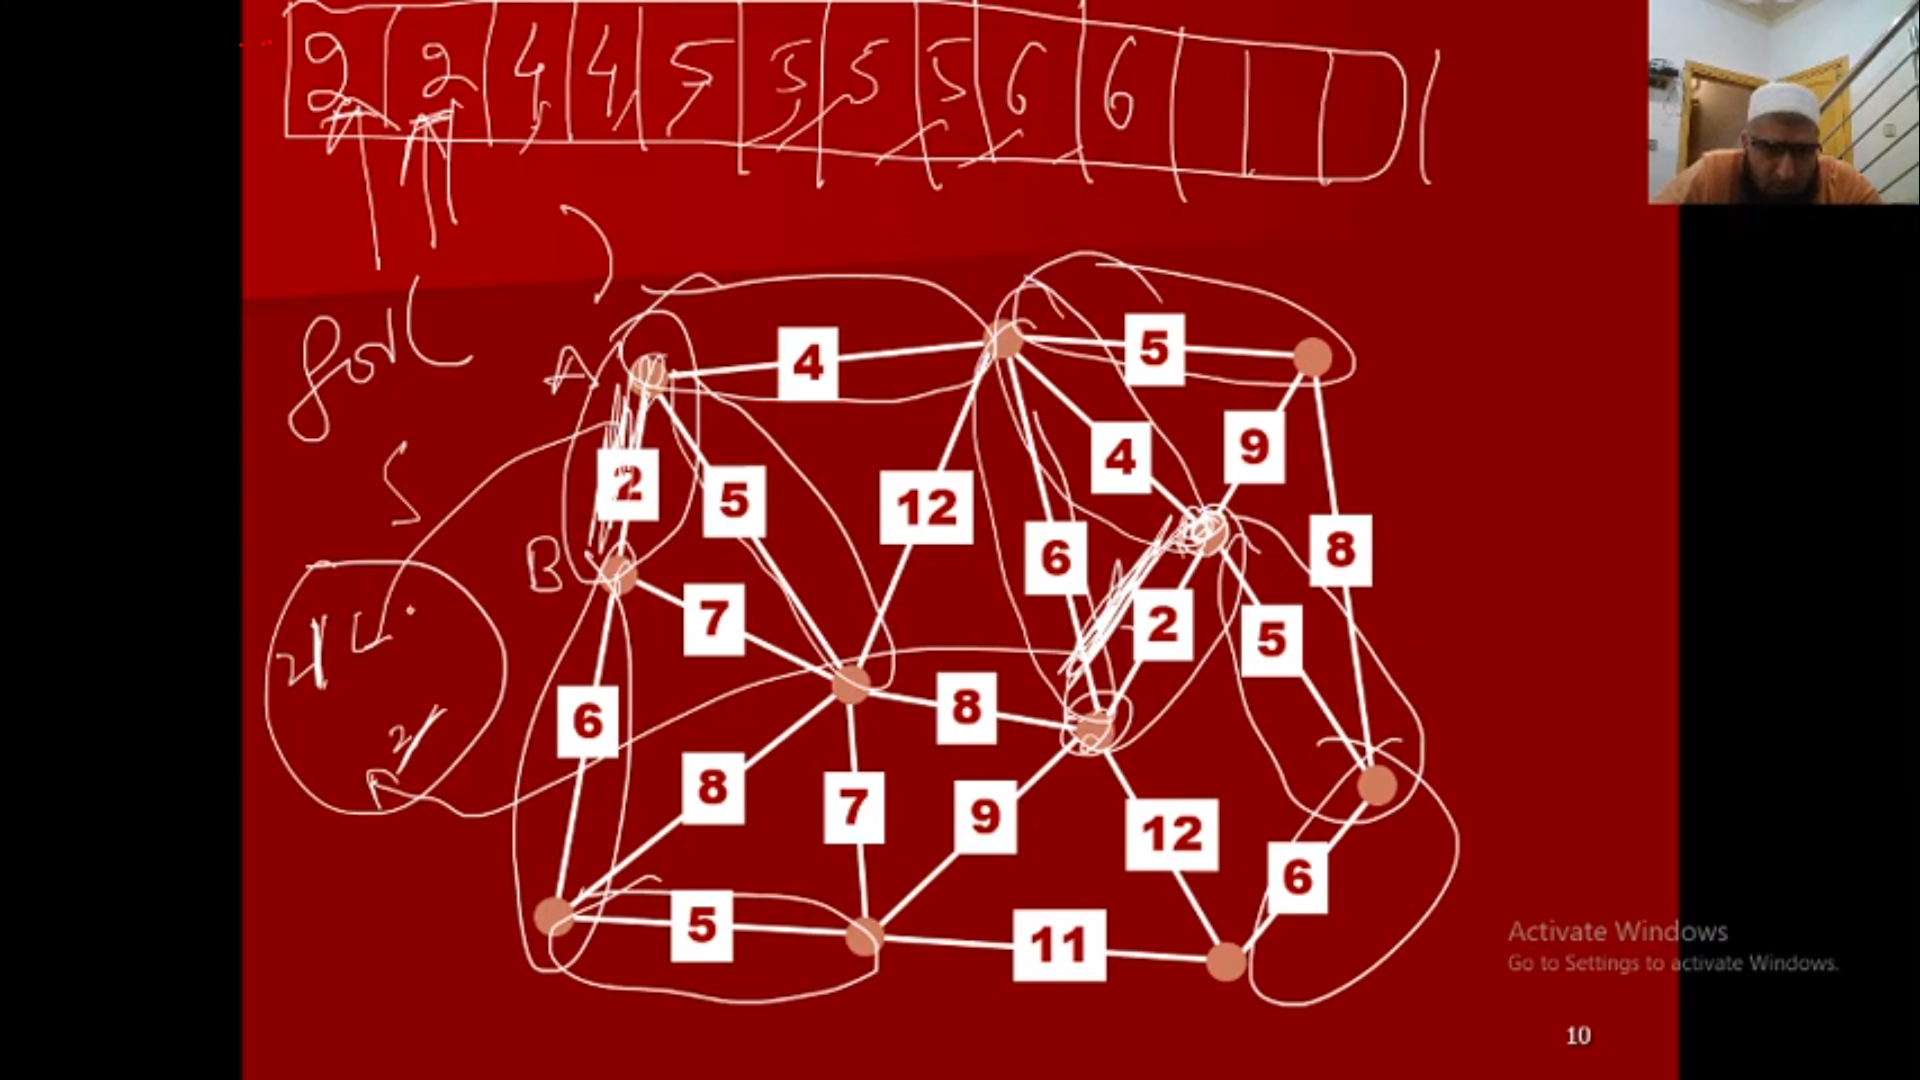 2 2 4 4 5 5 5 5 6 6
for(
A 4 5
2 5 12 4 9
B 6 8
7 2 5
6 8
8 7 9 12 6
5 11
Activate Windows
Go to Settings to activate Windows.
10